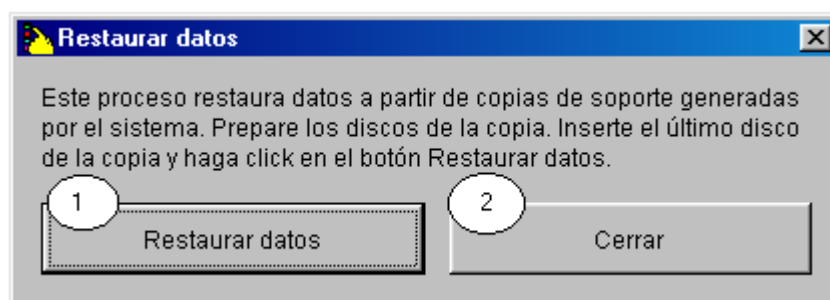 Restaurar datos
Este proceso restaura datos a partir de copias de soporte generadas
por el sistema. Prepare los discos de la copia. Inserte el último disco
de la copia y haga click en el botón Restaurar datos.
1
2
Restaurar datos
Cerrar